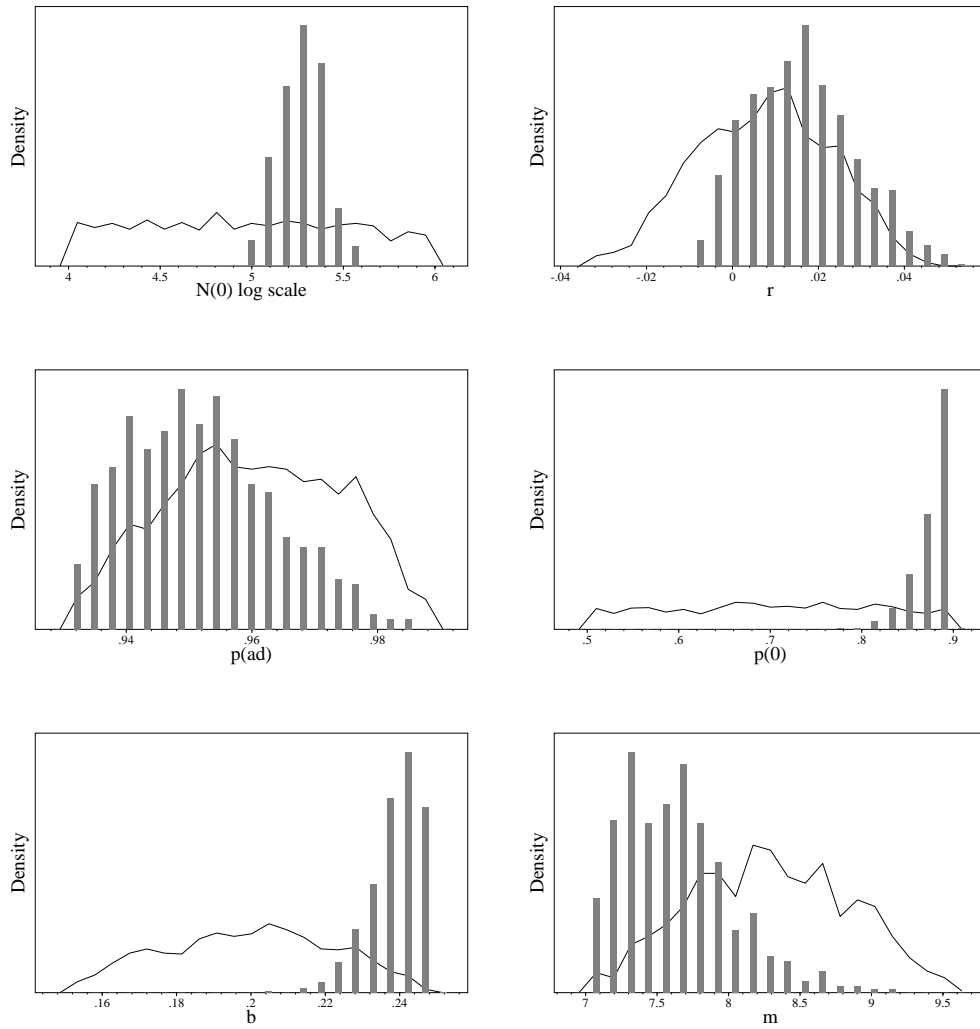 Density
4 4.5 5 5.5 6
N(0) log scale
Density
-.04 -.02 0 .02 .04
r
Density
.94 .96 .98
p(ad)
Density
.5 .6 .7 .8 .9
p(0)
Density
.16 .18 .2 .22 .24
b
Density
7 7.5 8 8.5 9 9.5
m